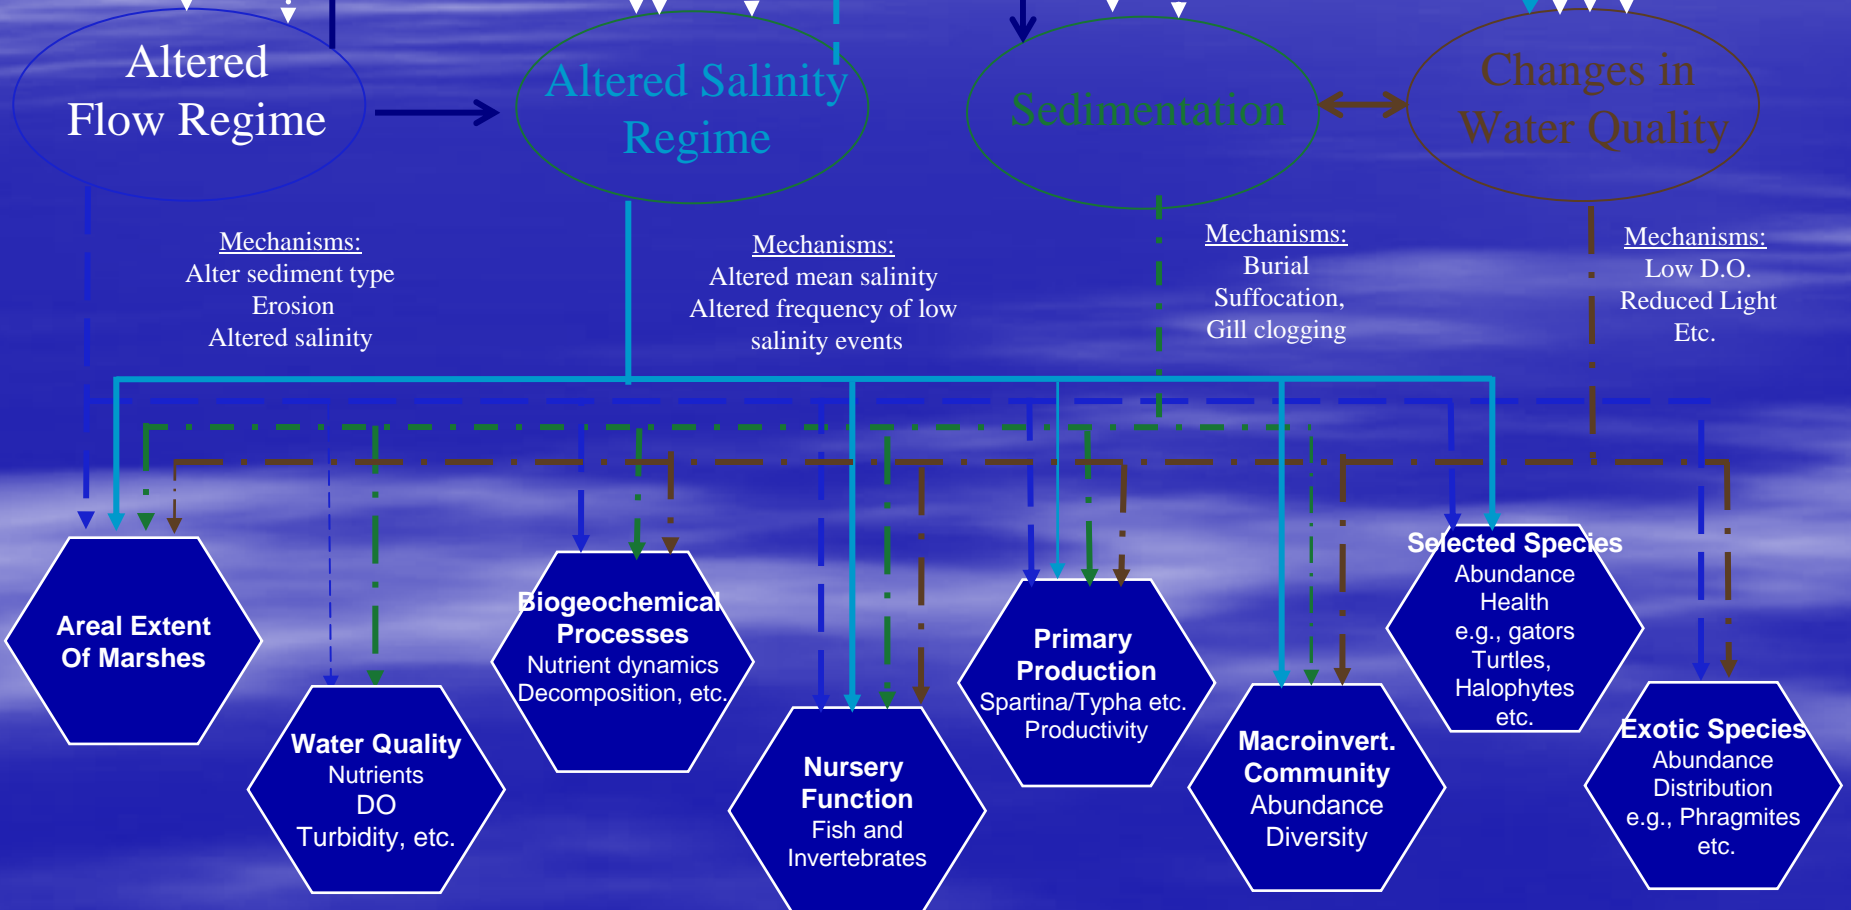 Altered
Flow Regime
Altered Salinity
Regime
Sedimentation
Changes in
Water Quality
Mechanisms:
Alter sediment type
Erosion
Altered salinity
Mechanisms:
Altered mean salinity
Altered frequency of low
salinity events
Mechanisms:
Burial
Suffocation,
Gill clogging
Mechanisms:
Low D.O.
Reduced Light
Etc.
Areal Extent
Of Marshes
Water Quality
Nutrients
DO
Turbidity, etc.
Biogeochemical
Processes
Nutrient dynamics
Decomposition, etc.
Nursery
Function
Fish and
Invertebrates
Primary
Production
Spartina/Typha etc.
Productivity
Macroinvert.
Community
Abundance
Diversity
Selected Species
Abundance
Health
e.g., gators
Turtles,
Halophytes
etc.
Exotic Species
Abundance
Distribution
e.g., Phragmites
etc.